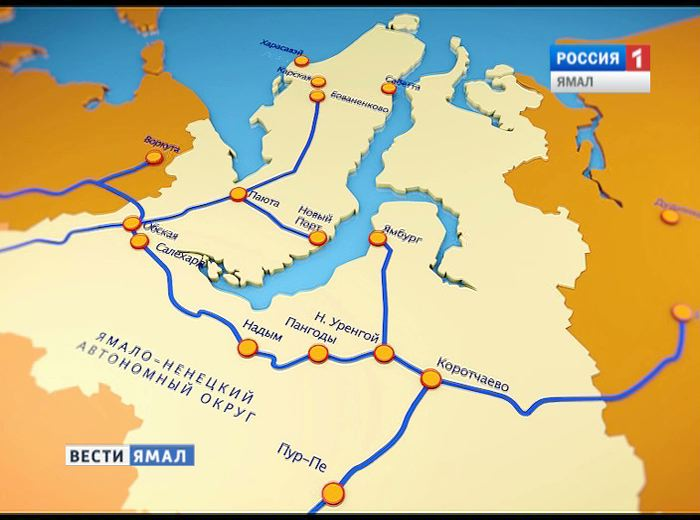 Харасавэй
Карская
Сабетта
Бованенково
РОССИЯ 1
ЯМАЛ
Воркута
Паюта
Новый
Порт
Обская
Салехард
Ямбург
Н. Уренгой
Надым
Пангоды
Коротчаево
ЯМАЛО-НЕНЕЦКИЙ
АВТОНОМНЫЙ ОКРУГ
Пур-Пе
ВЕСТИ ЯМАЛ